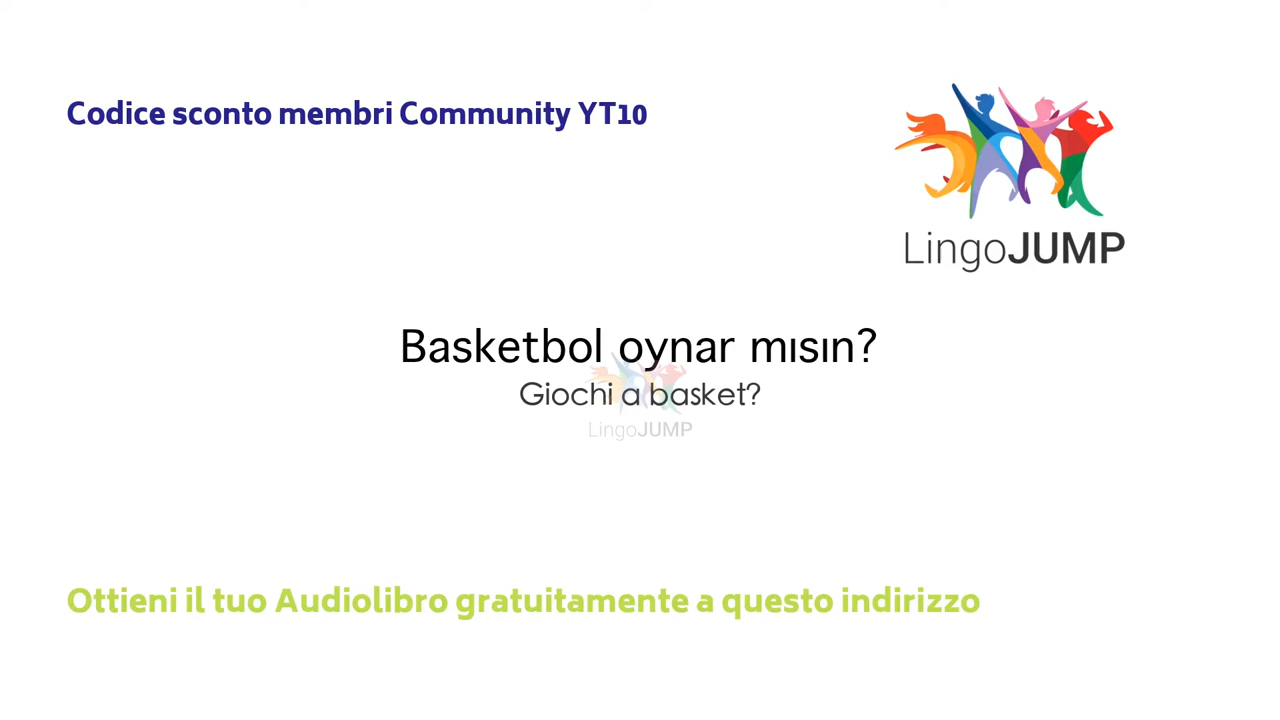 Codice sconto membri Community YT10
LingoJUMP
Basketbol oynar mısın?
Giochi a basket?
LingoJUMP
Ottieni il tuo Audiolibro gratuitamente a questo indirizzo